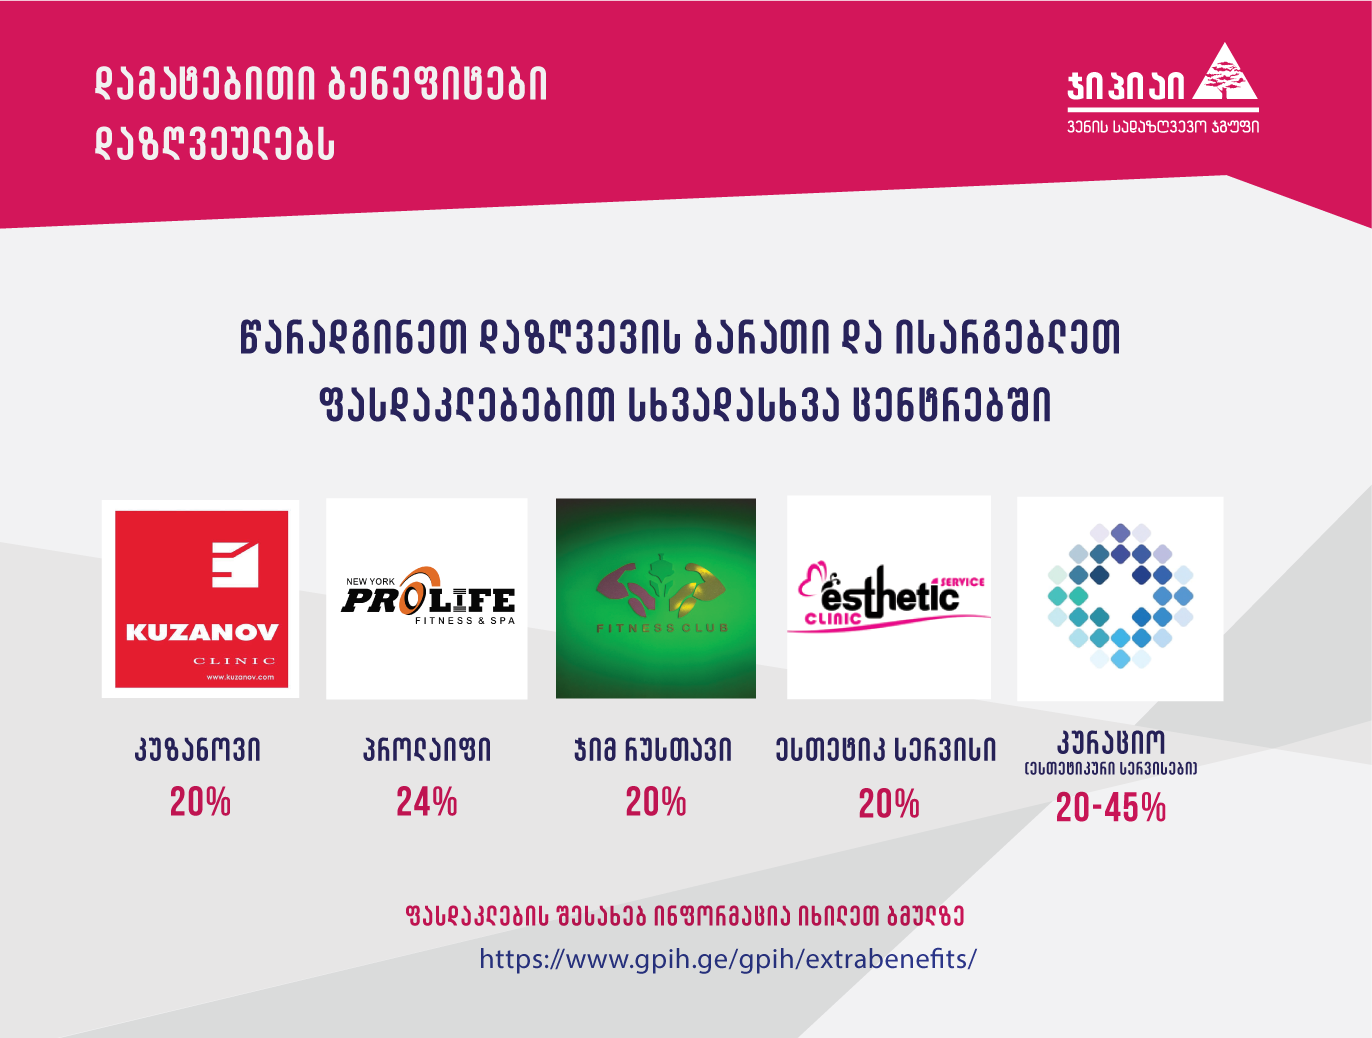 დამატებითი ბენეფიტები
დაზღვეულებს
ჯიპიაი
ვენის სადაზღვევო ჯგუფი
წარადგინეთ დაზღვევის ბარათი და ისარგებლეთ
ფასდაკლებებით სხვადასხვა ცენტრებში
KUZANOV
CLINIC
www.kuzanov.com
NEW YORK
PROLIFE
FITNESS & SPA
FITNESS CLUB
esthetic SERVICE
CLINIC
კუზანოვი
20%
პროლაიფი
24%
ჯიმ რუსთავი
20%
ესთეტიკ სერვისი
20%
კურაციო
(ესთეტიკური სერვისები)
20-45%
ფასდაკლების შესახებ ინფორმაცია იხილეთ ბმულზე
https://www.gpih.ge/gpih/extrabenefits/